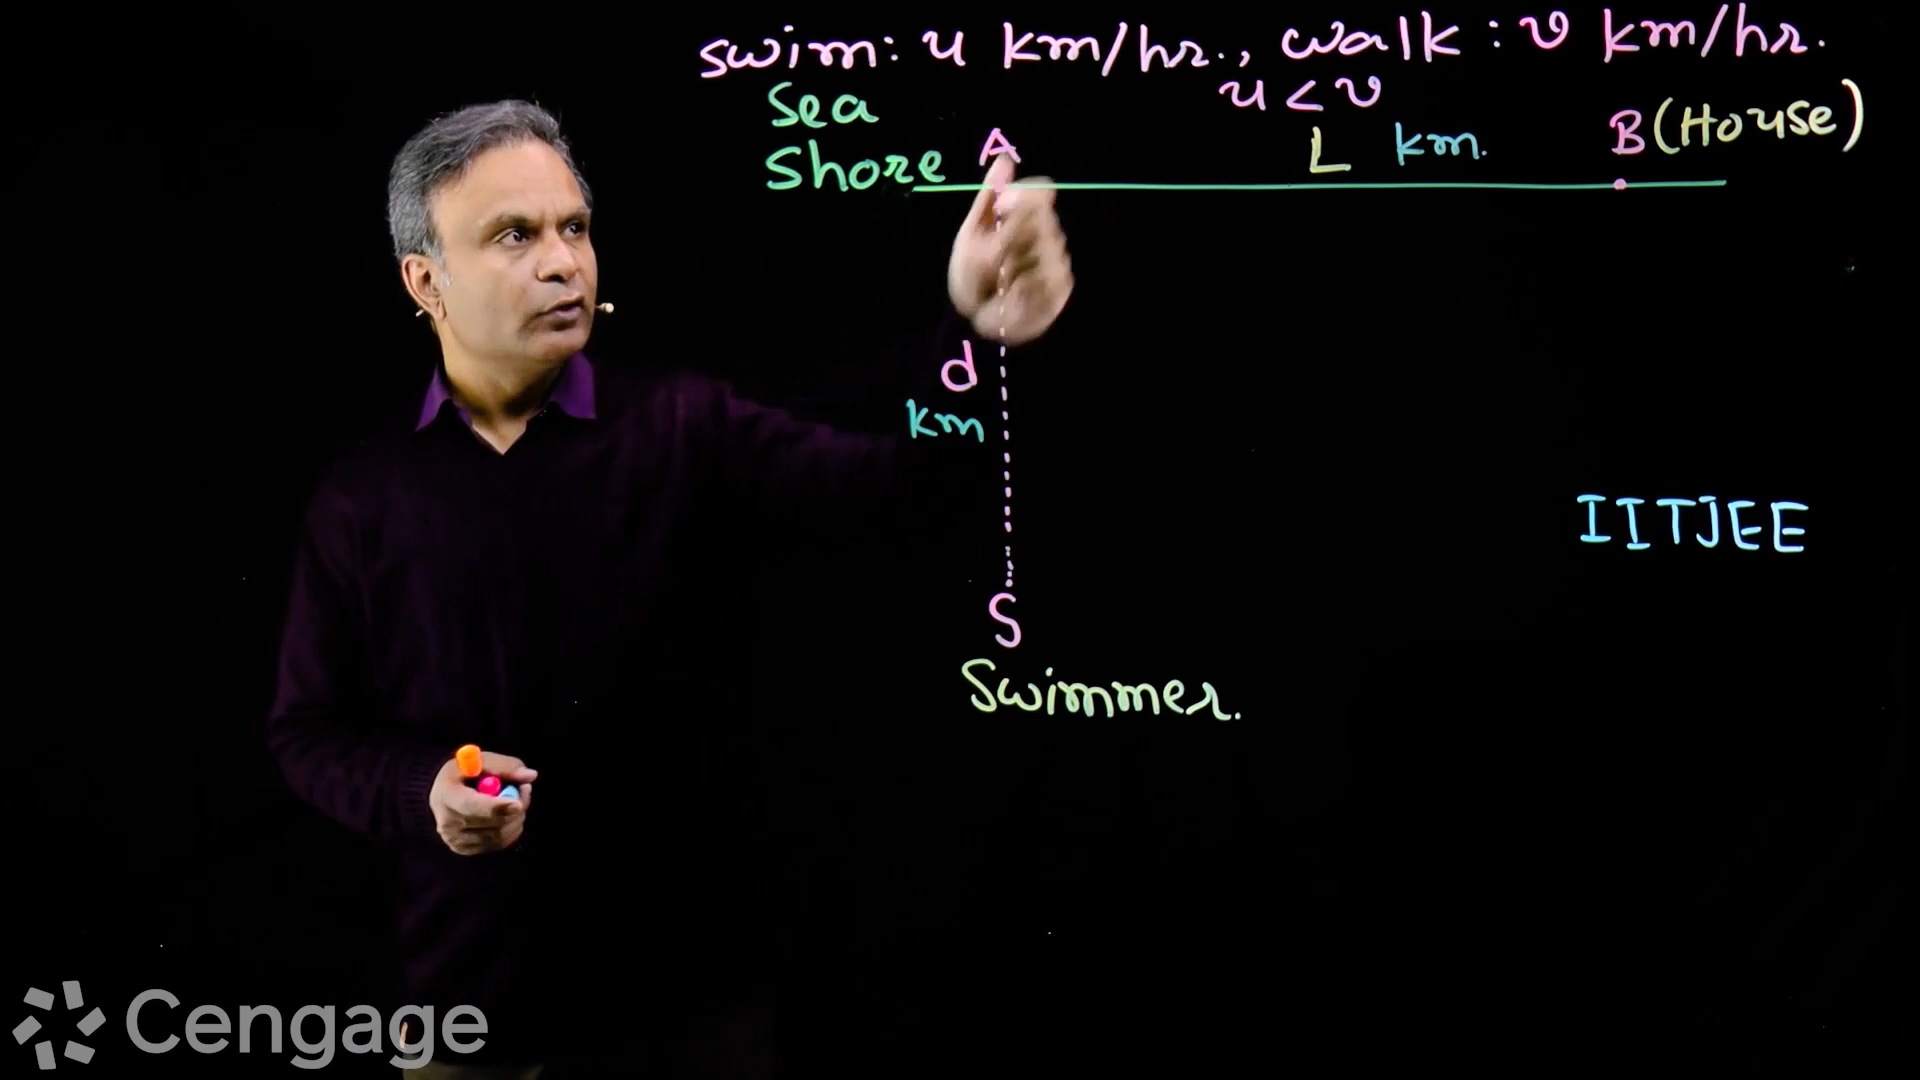 swim: u km/hr., walk: v km/hr.
u < v
Sea
Shore
A
L km.
B (House)
d
km
S
Swimmer.
IITJEE
Cengage